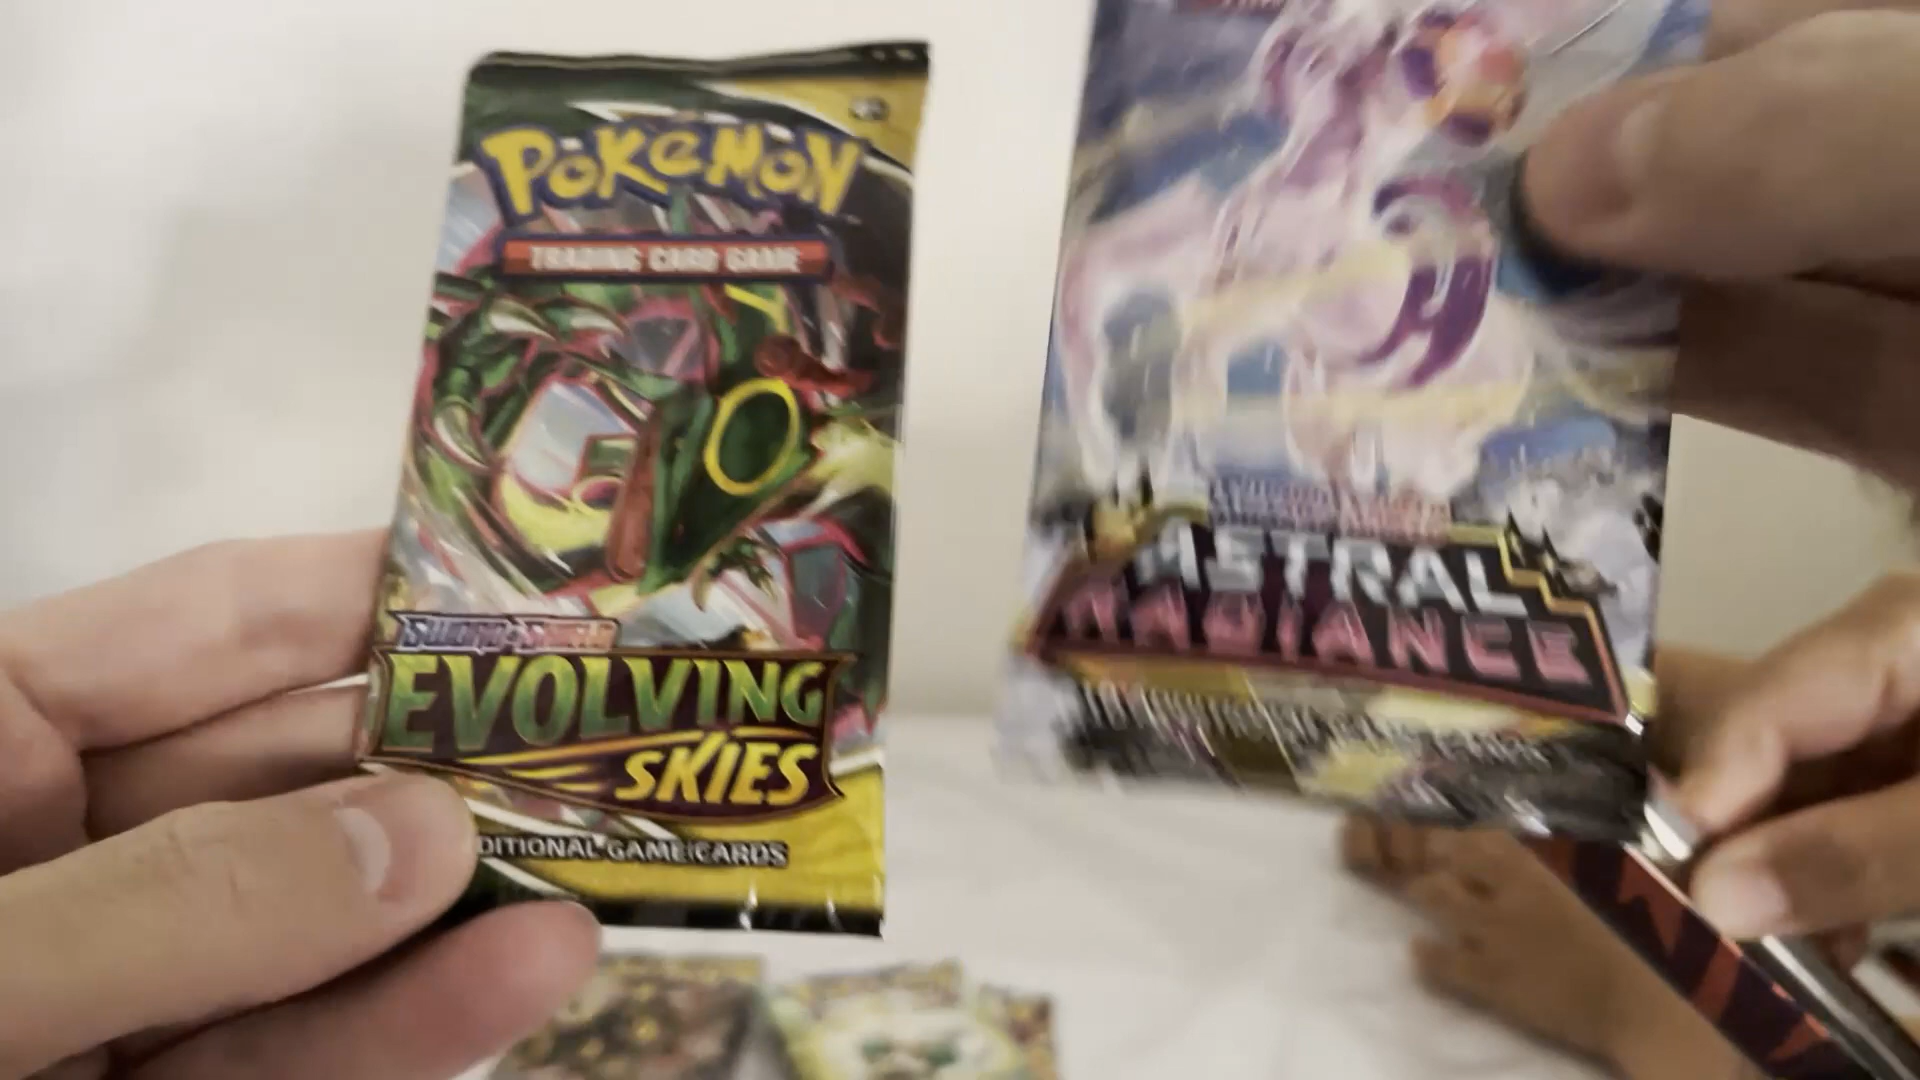 POKéMON
TRADING CARD GAME
SWORD & SHIELD
EVOLVING
SKIES
DITIONAL GAME CARDS
ASTRAL
RADIANCE